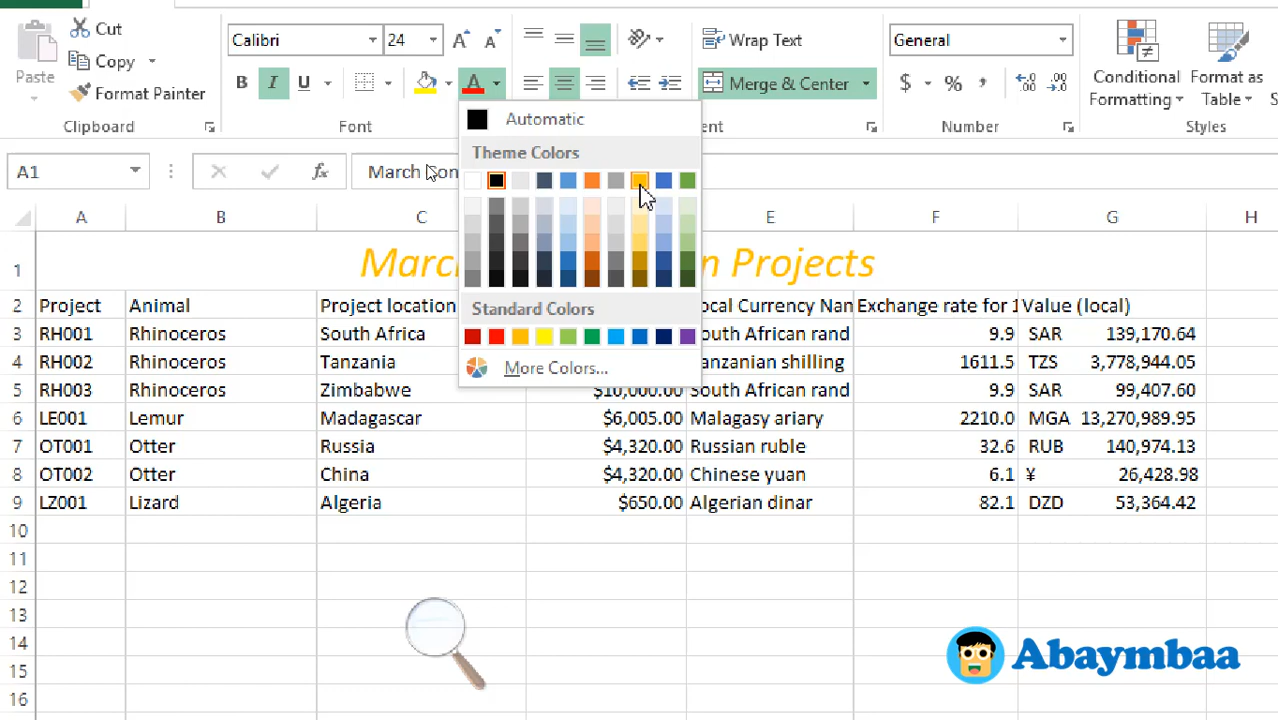 Cut
Copy
Paste
Format Painter
Clipboard
Calibri 24
B I U A
Font
Wrap Text
Merge & Center
ent
General
$ %
Number
Conditional
Formatting
Format as
Table
Styles
Automatic
Theme Colors
Standard Colors
More Colors...
A1 fx March Con
A B C E F G H
1 March n Projects
2 Project Animal Project location ocal Currency Nam Exchange rate for 1 Value (local)
3 RH001 Rhinoceros South Africa outh African rand 9.9 SAR 139,170.64
4 RH002 Rhinoceros Tanzania anzanian shilling 1611.5 TZS 3,778,944.05
5 RH003 Rhinoceros Zimbabwe $10,000.00 South African rand 9.9 SAR 99,407.60
6 LE001 Lemur Madagascar $6,005.00 Malagasy ariary 2210.0 MGA 13,270,989.95
7 OT001 Otter Russia $4,320.00 Russian ruble 32.6 RUB 140,974.13
8 OT002 Otter China $4,320.00 Chinese yuan 6.1 ¥ 26,428.98
9 LZ001 Lizard Algeria $650.00 Algerian dinar 82.1 DZD 53,364.42
10
11
12
13
14
15
16
Abaymbaa